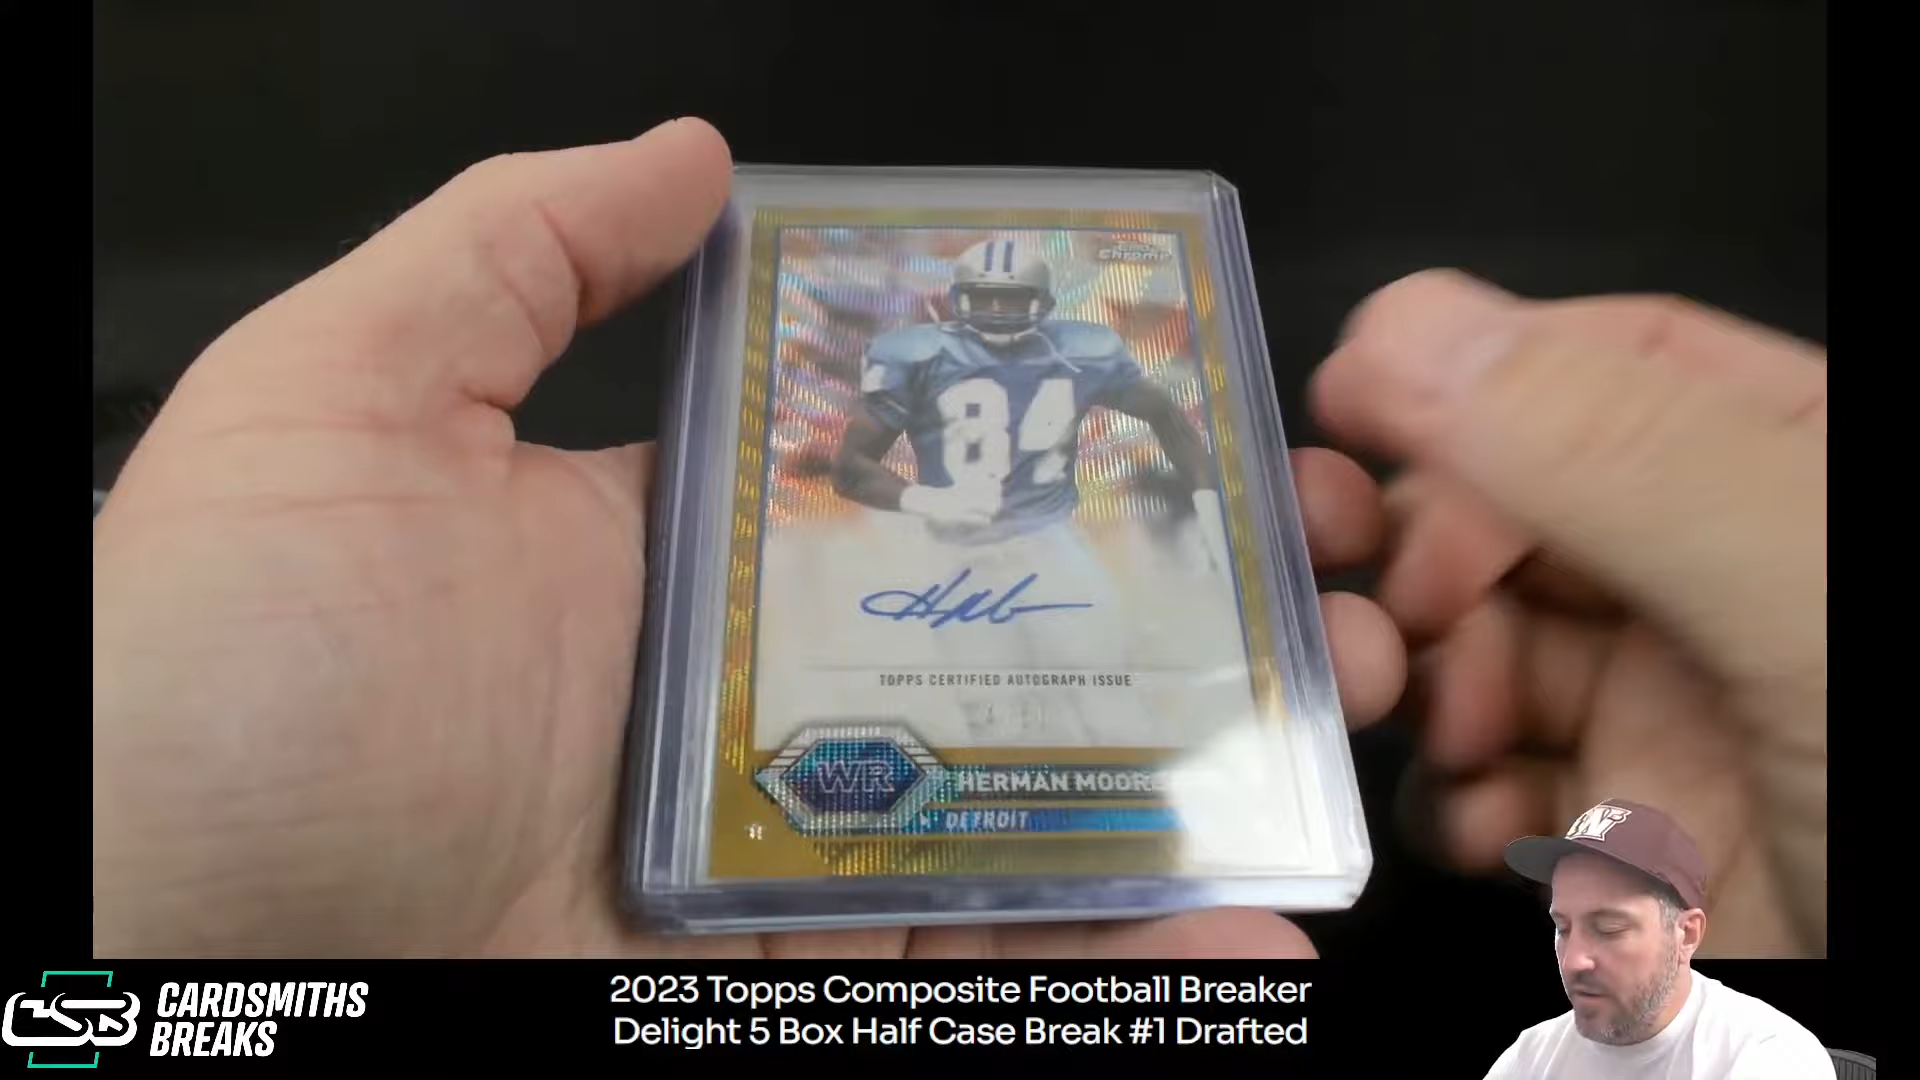 Chrome
84
TOPPS CERTIFIED AUTOGRAPH ISSUE
WR
HERMAN MOORE
DETROIT
CSB
CARDSMITHS
BREAKS
2023 Topps Composite Football Breaker
Delight 5 Box Half Case Break #1 Drafted